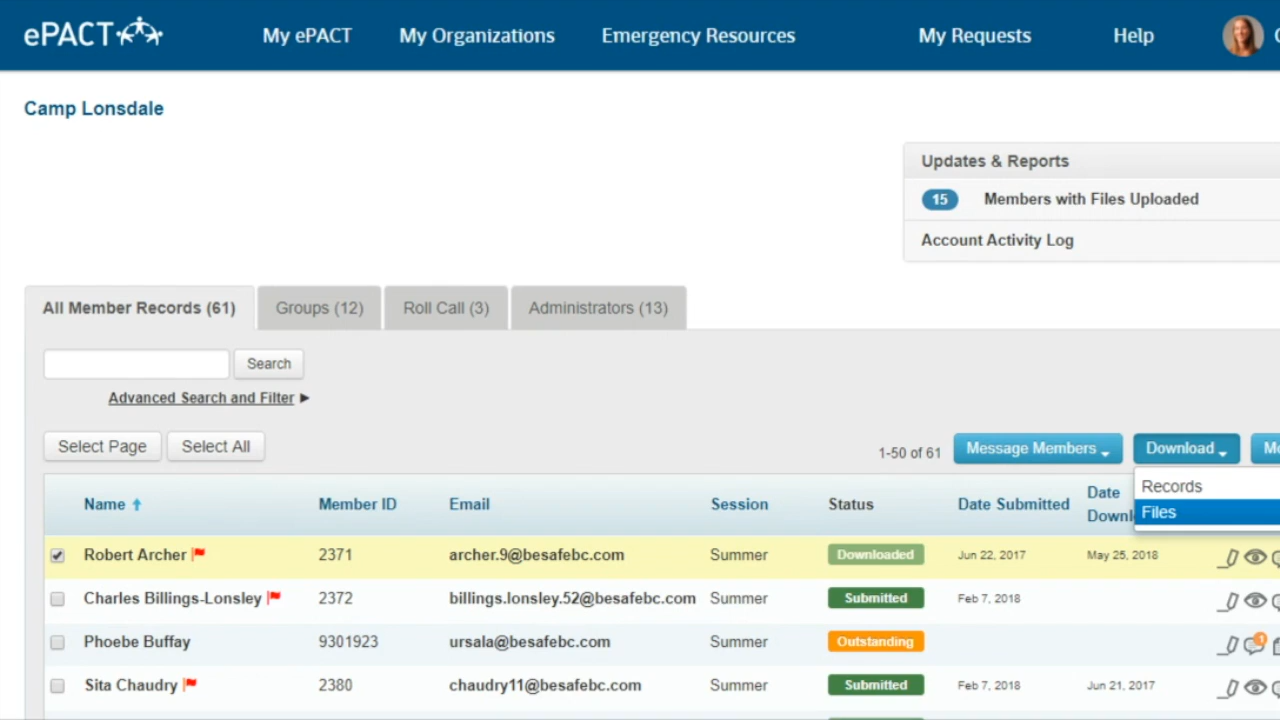 ePACT My ePACT My Organizations Emergency Resources My Requests Help
Camp Lonsdale
Updates & Reports
15 Members with Files Uploaded
Account Activity Log
All Member Records (61) Groups (12) Roll Call (3) Administrators (13)
Search
Advanced Search and Filter
Select Page Select All 1-50 of 61 Message Members Download
Records
Files
Name Member ID Email Session Status Date Submitted Date
Robert Archer 2371 archer.9@besafebc.com Summer Downloaded Jun 22, 2017 May 25, 2018
Charles Billings-Lonsley 2372 billings.lonsley.52@besafebc.com Summer Submitted Feb 7, 2018
Phoebe Buffay 9301923 ursala@besafebc.com Summer Outstanding 1
Sita Chaudry 2380 chaudry11@besafebc.com Summer Submitted Feb 7, 2018 Jun 21, 2017